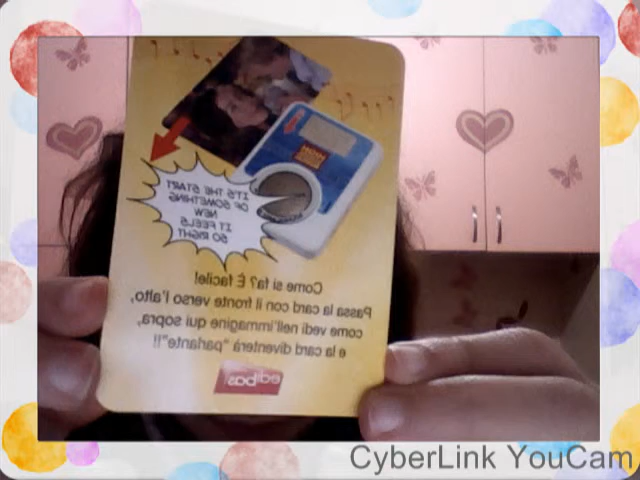 IT'S THE START
OF SOMETHING
NEW
IT FEELS
SO RIGHT
Come si fa? È facile!
Passa la card con il fronte verso l'alto,
come vedi nell'immagine qui sopra,
e la card diventerà "parlante"!!
edibas
CyberLink YouCam